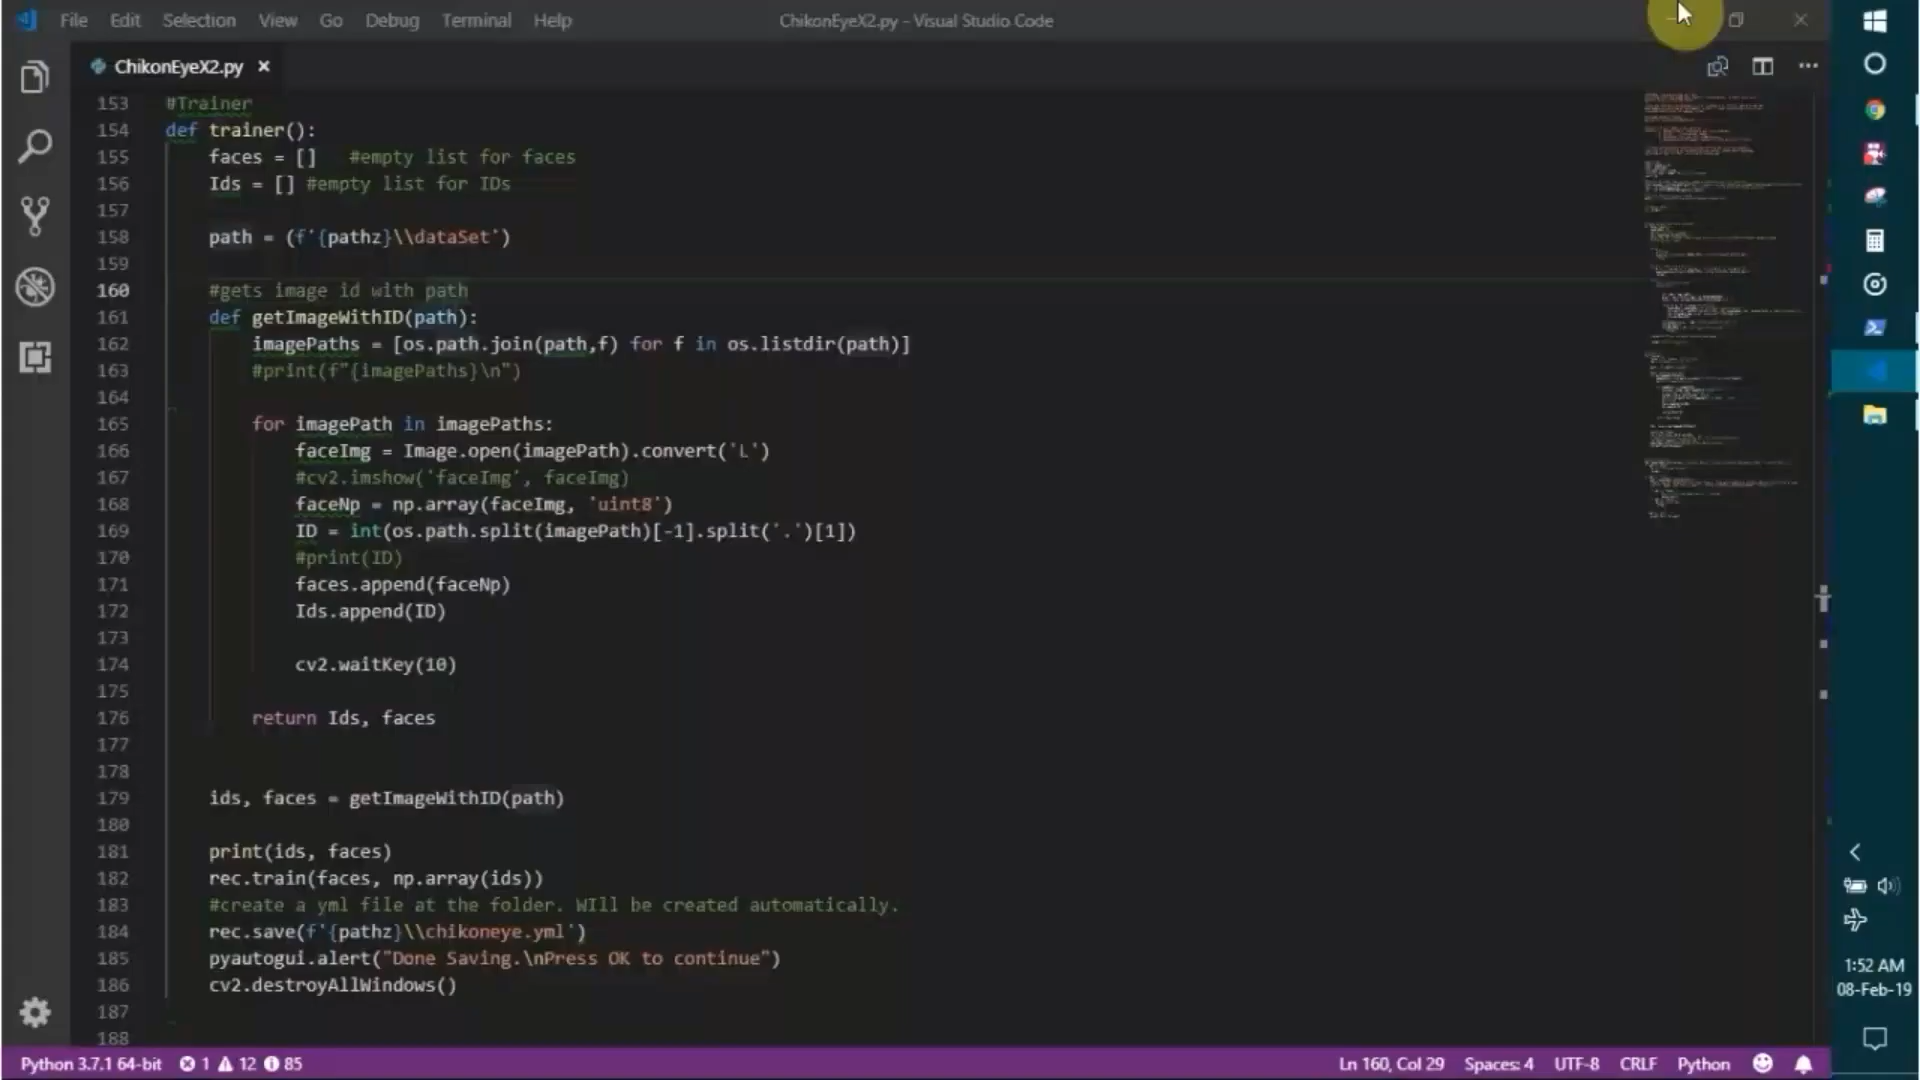 File Edit Selection View Go Debug Terminal Help ChikonEyeX2.py - Visual Studio Code
ChikonEyeX2.py
153 #Trainer
154 def trainer():
155 faces = [] #empty list for faces
156 Ids = [] #empty list for IDs
157
158 path = (f'{pathz}\\dataSet')
159
160 #gets image id with path
161 def getImageWithID(path):
162 imagePaths = [os.path.join(path,f) for f in os.listdir(path)]
163 #print(f"{imagePaths}\n")
164
165 for imagePath in imagePaths:
166 faceImg = Image.open(imagePath).convert('L')
167 #cv2.imshow('faceImg', faceImg)
168 faceNp = np.array(faceImg, 'uint8')
169 ID = int(os.path.split(imagePath)[-1].split('.')[1])
170 #print(ID)
171 faces.append(faceNp)
172 Ids.append(ID)
173
174 cv2.waitKey(10)
175
176 return Ids, faces
177
178
179 ids, faces = getImageWithID(path)
180
181 print(ids, faces)
182 rec.train(faces, np.array(ids))
183 #create a yml file at the folder. WIll be created automatically.
184 rec.save(f'{pathz}\\chikoneye.yml')
185 pyautogui.alert("Done Saving.\nPress OK to continue")
186 cv2.destroyAllWindows()
187
188
1:52 AM
08-Feb-19
Python 3.7.1 64-bit 1 12 85 Ln 160, Col 29 Spaces: 4 UTF-8 CRLF Python